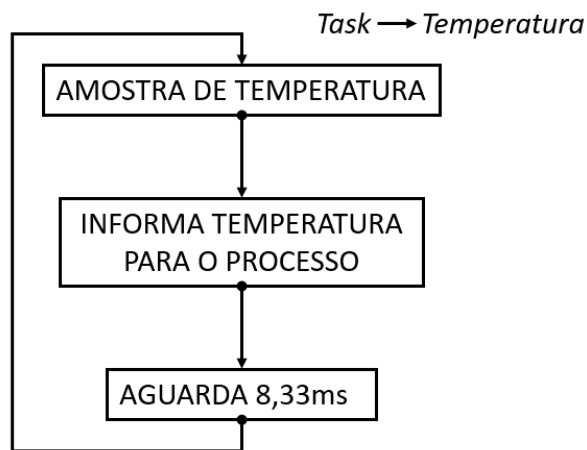 Task → Temperatura
AMOSTRA DE TEMPERATURA
INFORMA TEMPERATURA
PARA O PROCESSO
AGUARDA 8,33ms